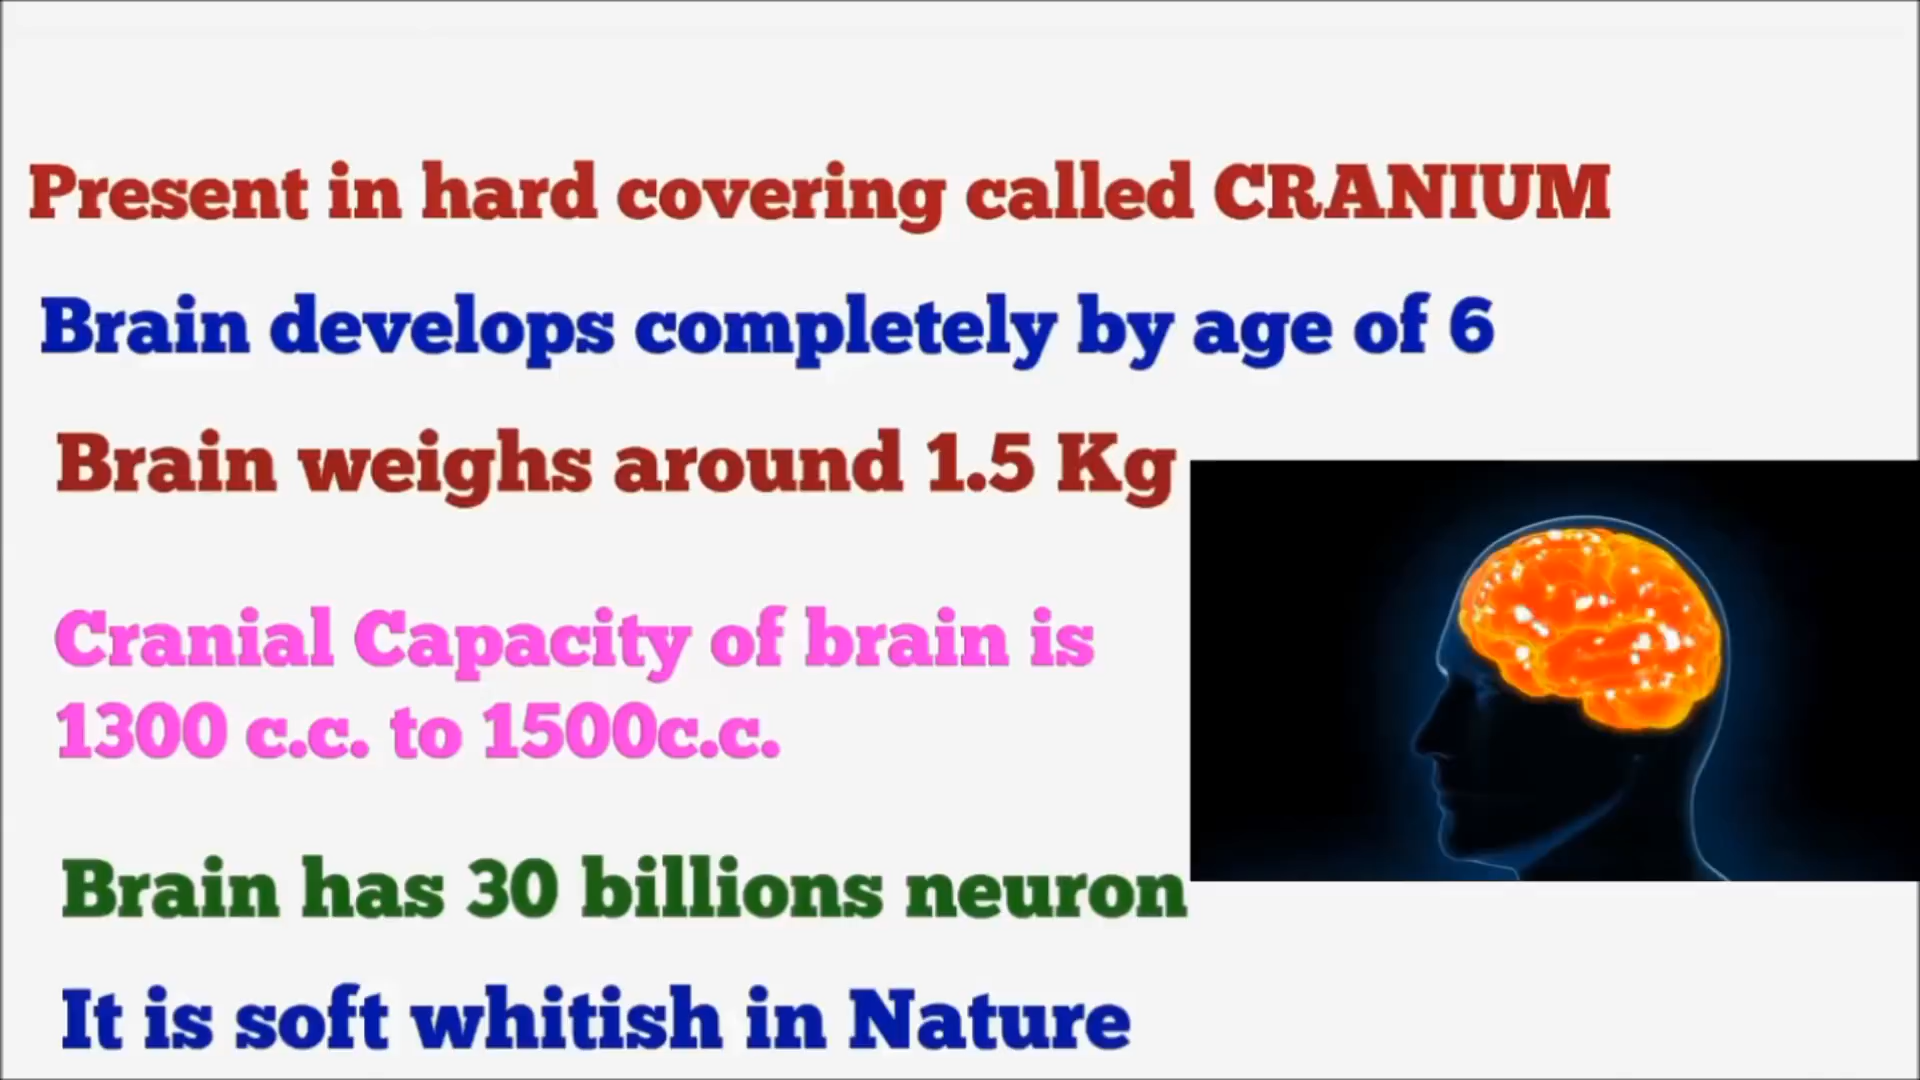 Present in hard covering called CRANIUM
Brain develops completely by age of 6
Brain weighs around 1.5 Kg
Cranial Capacity of brain is
1300 c.c. to 1500c.c.
Brain has 30 billions neuron
It is soft whitish in Nature